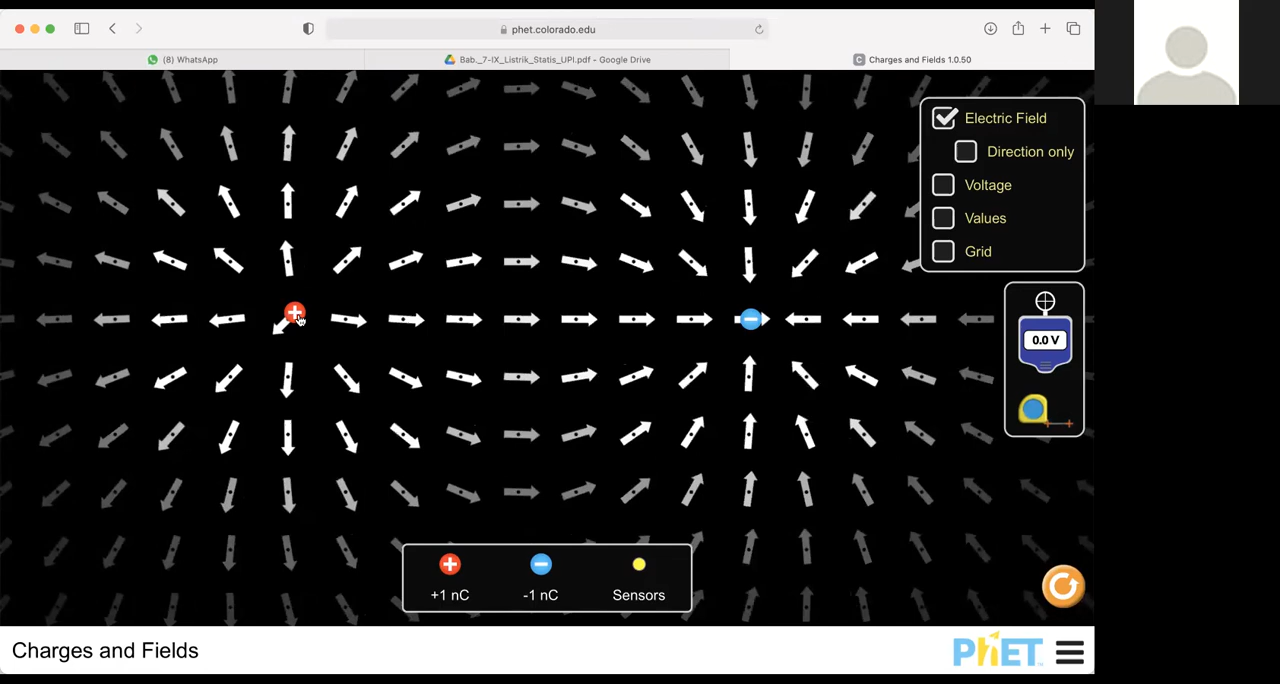 phet.colorado.edu
(8) WhatsApp
Bab._7-IX_Listrik_Statis_UPI.pdf - Google Drive
C Charges and Fields 1.0.50
Electric Field
Direction only
Voltage
Values
Grid
0.0 V
+1 nC
-1 nC
Sensors
Charges and Fields
PhET